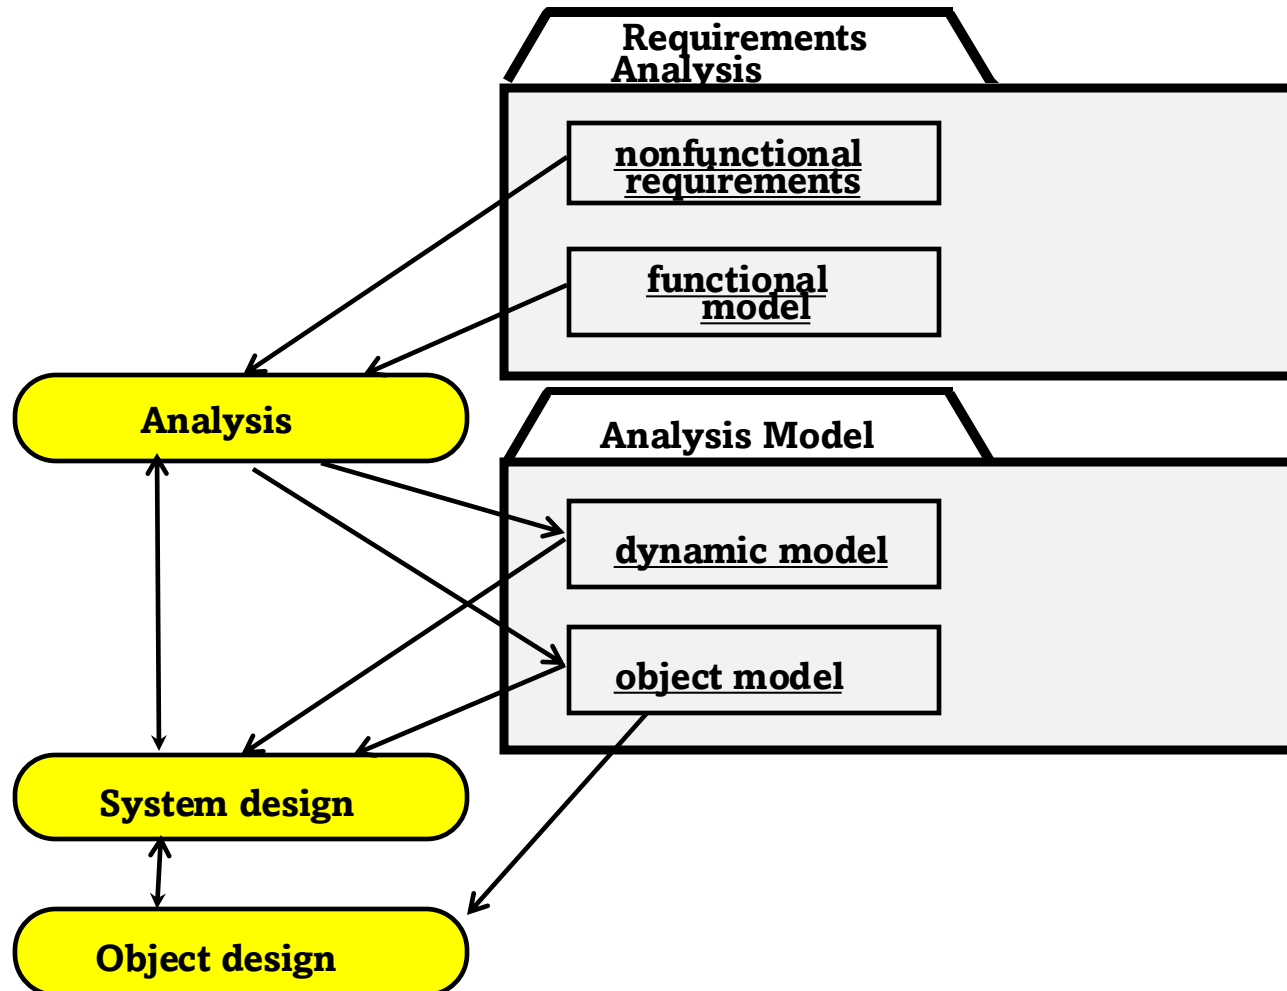 Requirements
Analysis
nonfunctional
requirements
functional
model
Analysis
Analysis Model
dynamic model
object model
System design
Object design